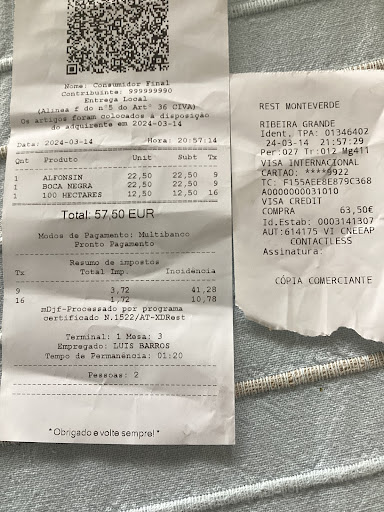 Nome: Consumidor Final
Contribuinte: 999999990
Entrega Local
(Alinea f do nº5 do Artº 36 CIVA)
Os artigos foram colocados à disposição
do adquirente em 2024-03-14
Data: 2024-03-14 Hora: 20:57:14
Qnt Produto Unit Subt Tx
1 ALFONSIN 22,50 22,50 9
1 BOCA NEGRA 22,50 22,50 9
1 100 HECTARES 12,50 12,50 16
Total: 57,50 EUR
Modos de Pagamento: Multibanco
Pronto Pagamento
Resumo de impostos
Tx Total Imp. Incidência
9 3,72 41,28
16 1,72 10,78
mDjf-Processado por programa
certificado N.1522/AT-XDRest
Terminal: 1 Mesa: 3
Empregado: LUIS BARROS
Tempo de Permanência: 01:20
Pessoas: 2
*Obrigado e volte sempre! *
REST MONTEVERDE
RIBEIRA GRANDE
Ident. TPA: 01346402
24-03-14 21:57:29
Per:027 Tr:012 Mg411
VISA INTERNACIONAL
CARTAO: ****9922
TC: F155AEE8E879C368
A0000000031010
VISA CREDIT
COMPRA 63,50€
Id.Estab: 0003141307
AUT:614175 VI CNEEAP
CONTACTLESS
Assinatura:
CÓPIA COMERCIANTE